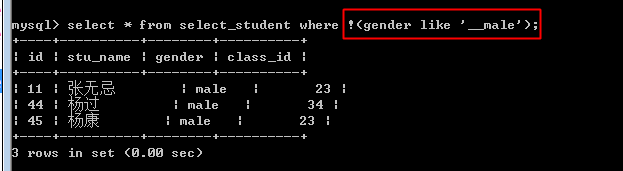 mysql> select * from select_student where !(gender like '__male');
+----+----------+--------+----------+
| id | stu_name | gender | class_id |
+----+----------+--------+----------+
| 11 | 张无忌 | male | 23 |
| 44 | 杨过 | male | 34 |
| 45 | 杨康 | male | 23 |
+----+----------+--------+----------+
3 rows in set (0.00 sec)